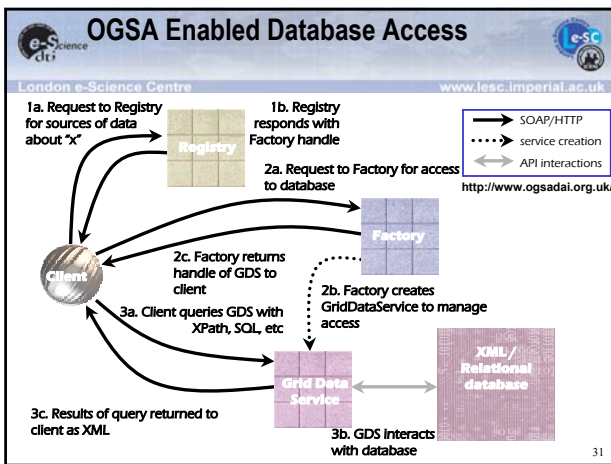 OGSA Enabled Database Access
e-Science
dti
Le-SC
London e-Science Centre
www.lesc.imperial.ac.uk
1a. Request to Registry
for sources of data
about “x”
1b. Registry
responds with
Factory handle
Registry
SOAP/HTTP
service creation
API interactions
http://www.ogsadai.org.uk/
2a. Request to Factory for access
to database
Factory
Client
2c. Factory returns
handle of GDS to
client
2b. Factory creates
GridDataService to manage
access
3a. Client queries GDS with
XPath, SQL, etc
Grid Data
Service
XML /
Relational
database
3c. Results of query returned to
client as XML
3b. GDS interacts
with database
31